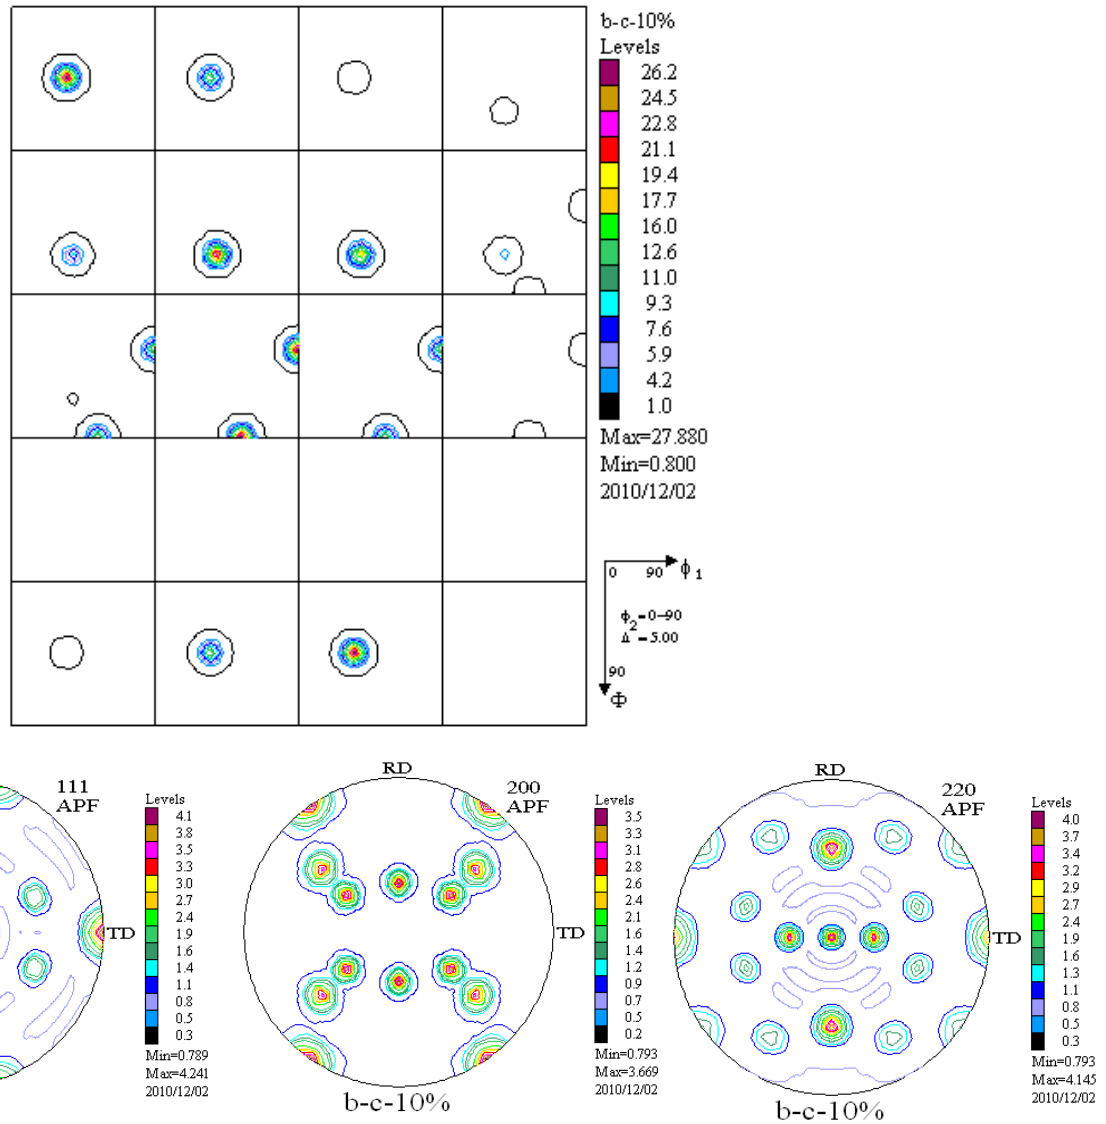 b-c-10%
Levels
26.2
24.5
22.8
21.1
19.4
17.7
16.0
12.6
11.0
9.3
7.6
5.9
4.2
1.0
Max=27.880
Min=0.800
2010/12/02
0 90 ϕ1
ϕ2=0-90
Δ=5.00
90
Φ
111
APF
TD
Levels
4.1
3.8
3.5
3.3
3.0
2.7
2.4
1.9
1.6
1.4
1.1
0.8
0.5
0.3
Min=0.789
Max=4.241
2010/12/02
RD
200
APF
TD
b-c-10%
Levels
3.5
3.3
3.1
2.8
2.6
2.4
2.1
1.6
1.4
1.2
0.9
0.7
0.5
0.2
Min=0.793
Max=3.669
2010/12/02
RD
220
APF
TD
b-c-10%
Levels
4.0
3.7
3.4
3.2
2.9
2.7
2.4
1.9
1.6
1.3
1.1
0.8
0.5
0.3
Min=0.793
Max=4.145
2010/12/02